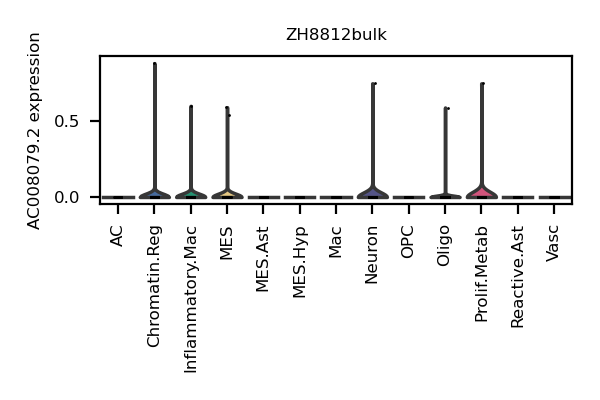 ZH8812bulk
AC008079.2 expression
0.5
0.0
AC
Chromatin.Reg
Inflammatory.Mac
MES
MES.Ast
MES.Hyp
Mac
Neuron
OPC
Oligo
Prolif.Metab
Reactive.Ast
Vasc